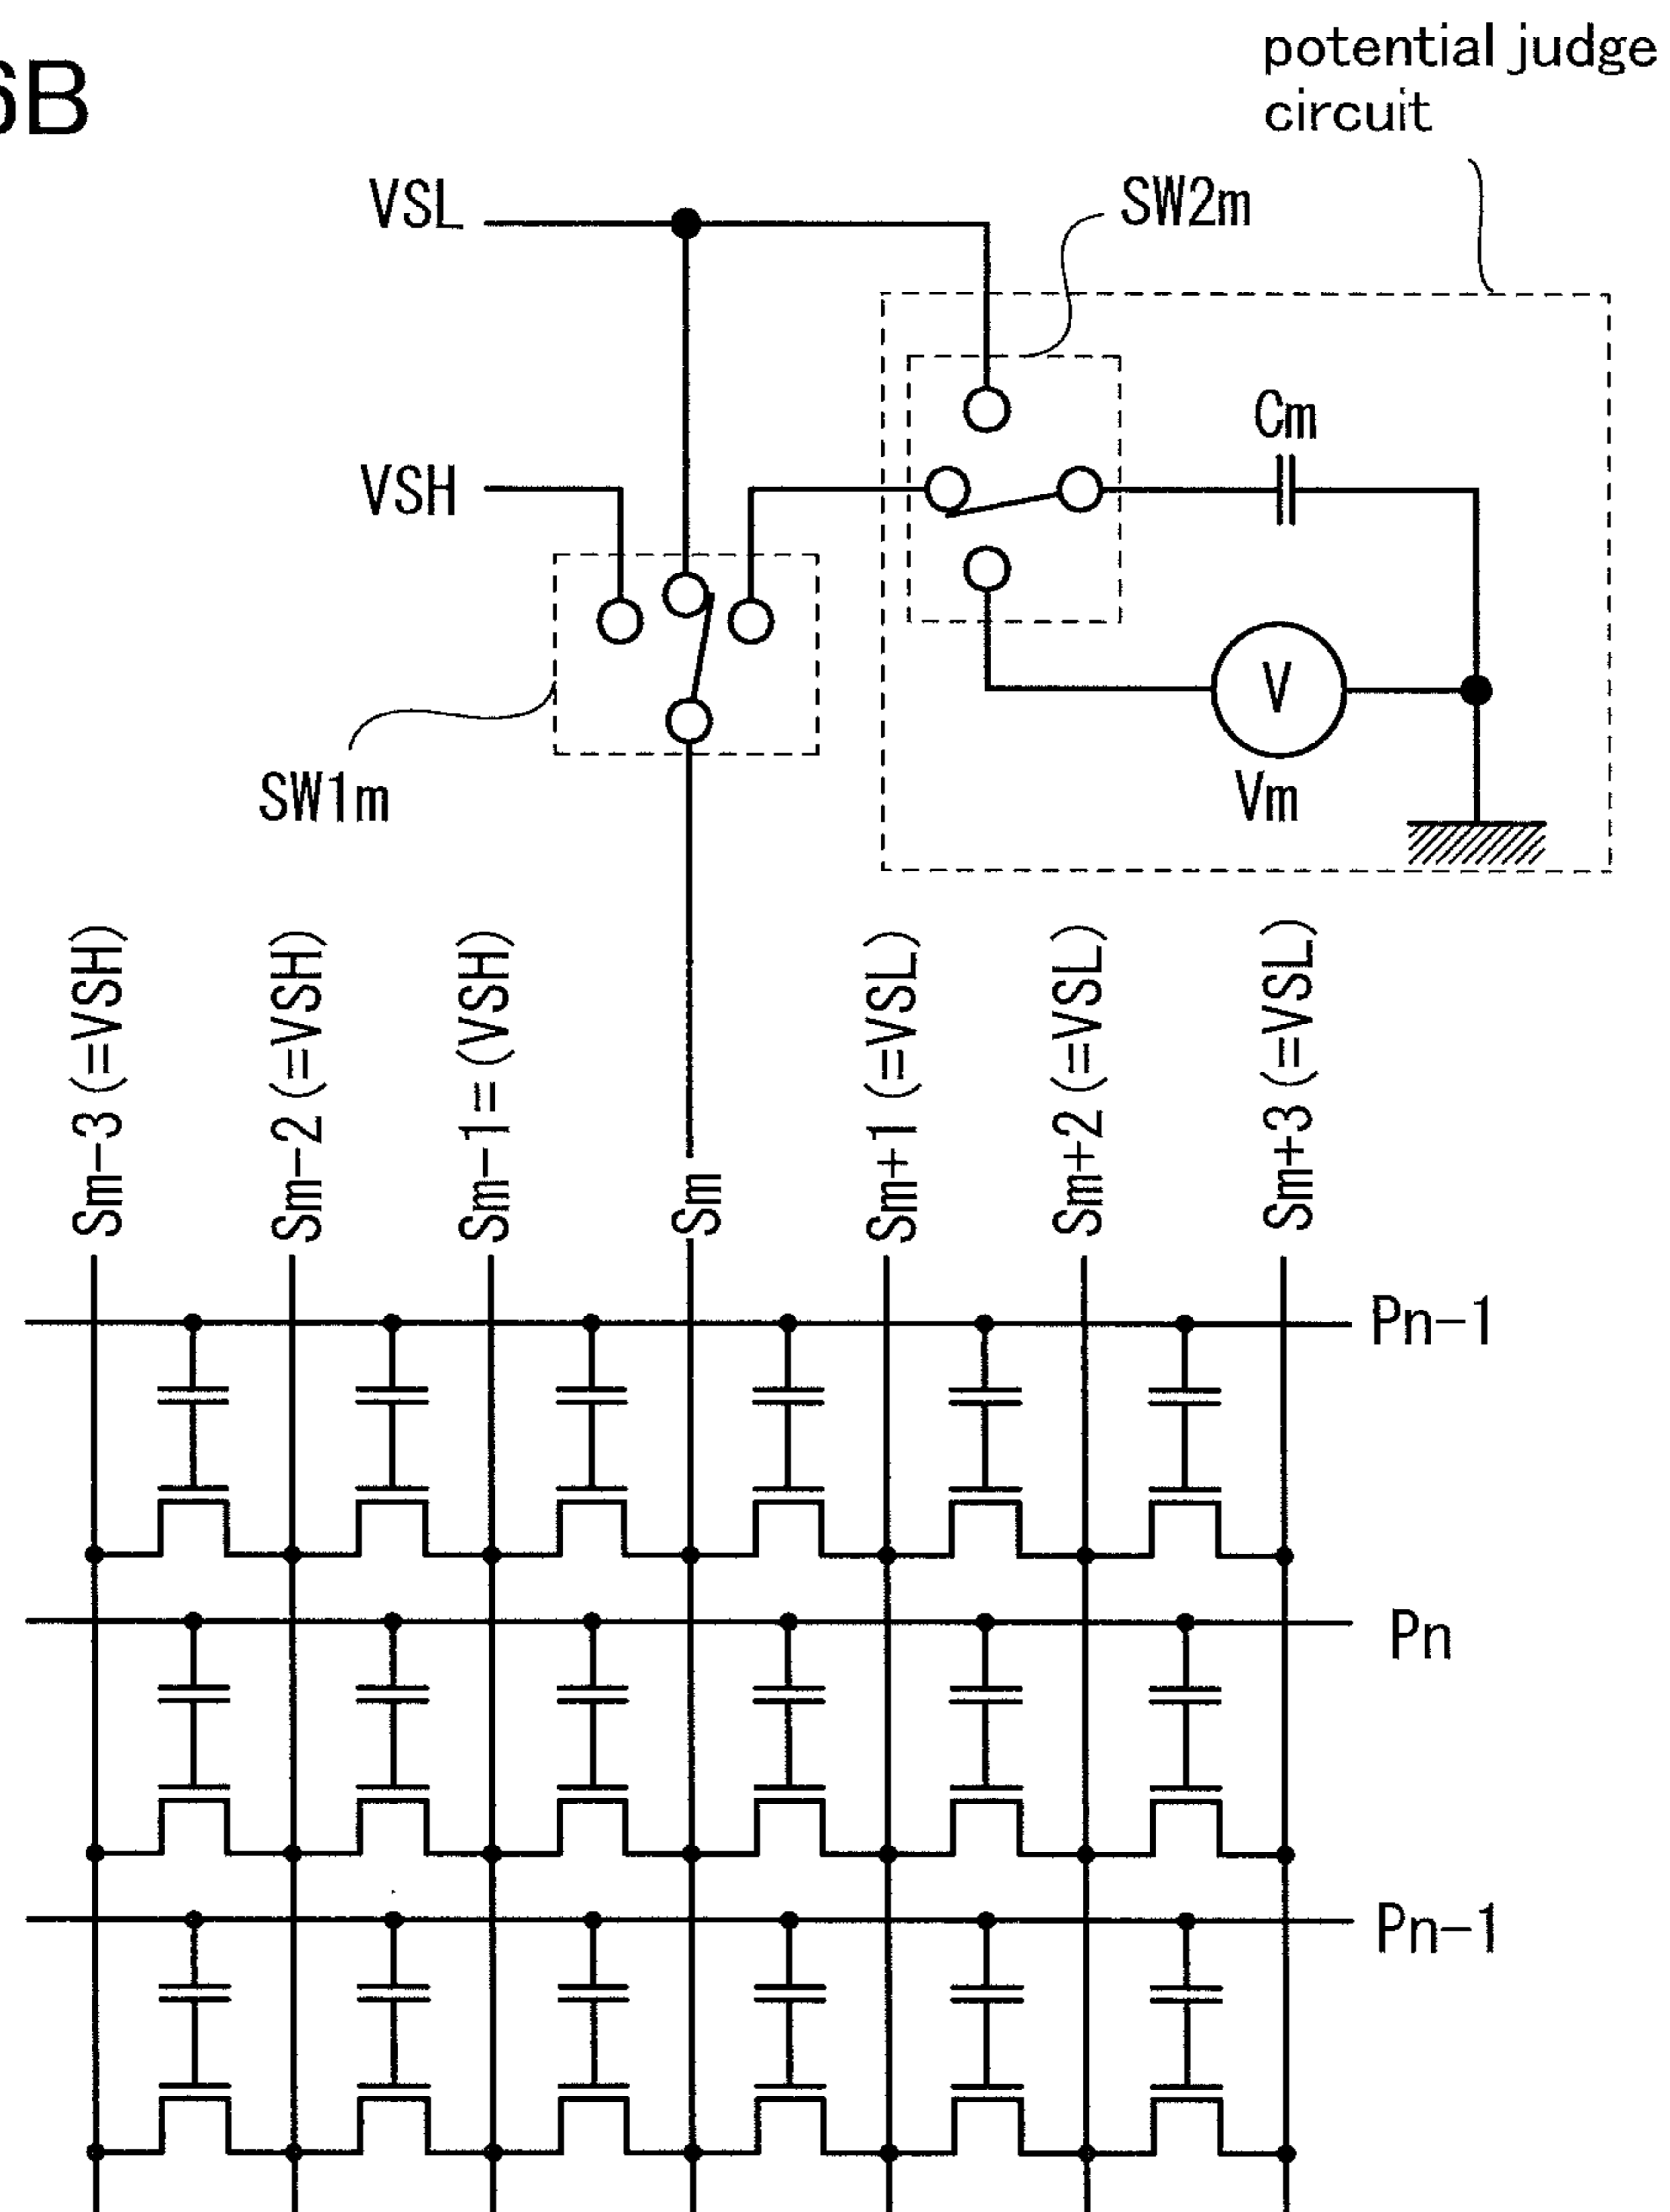 6B
potential judge
circuit
VSL
SW2m
Cm
VSH
V
SW1m
Vm
Sm-3 (=VSH)
Sm-2 (=VSH)
Sm-1=(VSH)
Sm
Sm+1 (=VSL)
Sm+2 (=VSL)
Sm+3 (=VSL)
Pn-1
Pn
Pn-1